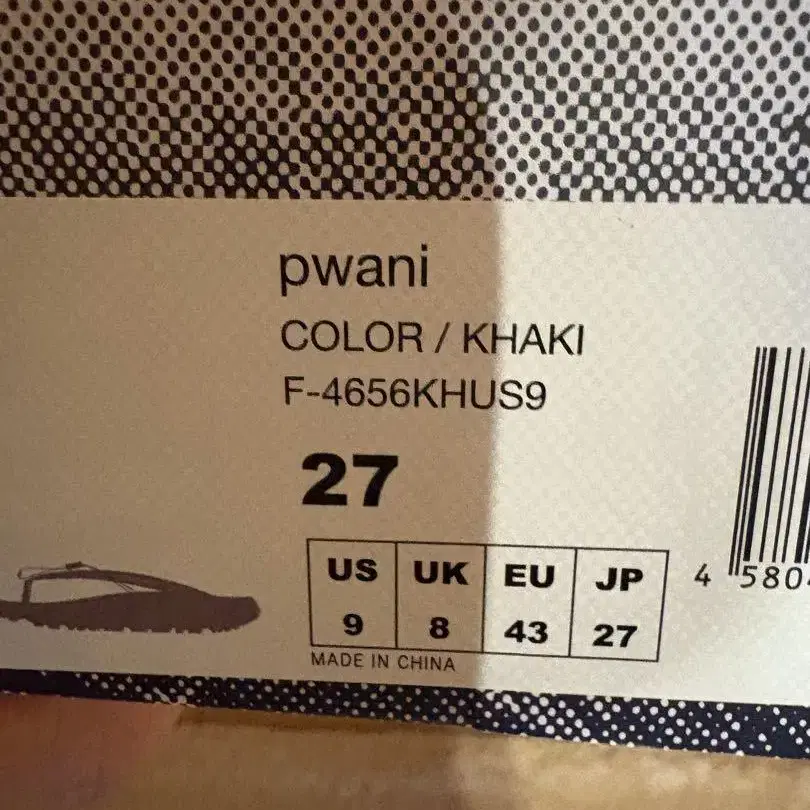 pwani
COLOR / KHAKI
F-4656KHUS9
27
US UK EU JP
9 8 43 27
MADE IN CHINA
4 580